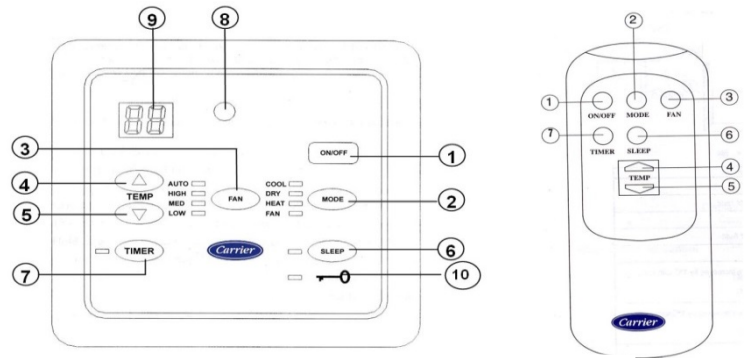 9
8
88
3
ON/OFF
1
4
AUTO
COOL
TEMP
HIGH
DRY
FAN
MODE
2
MED
HEAT
5
LOW
FAN
TIMER
Carrier
SLEEP
6
7
10
2
1
3
ON/OFF MODE FAN
7
6
TIMER SLEEP
4
TEMP
5
Carrier